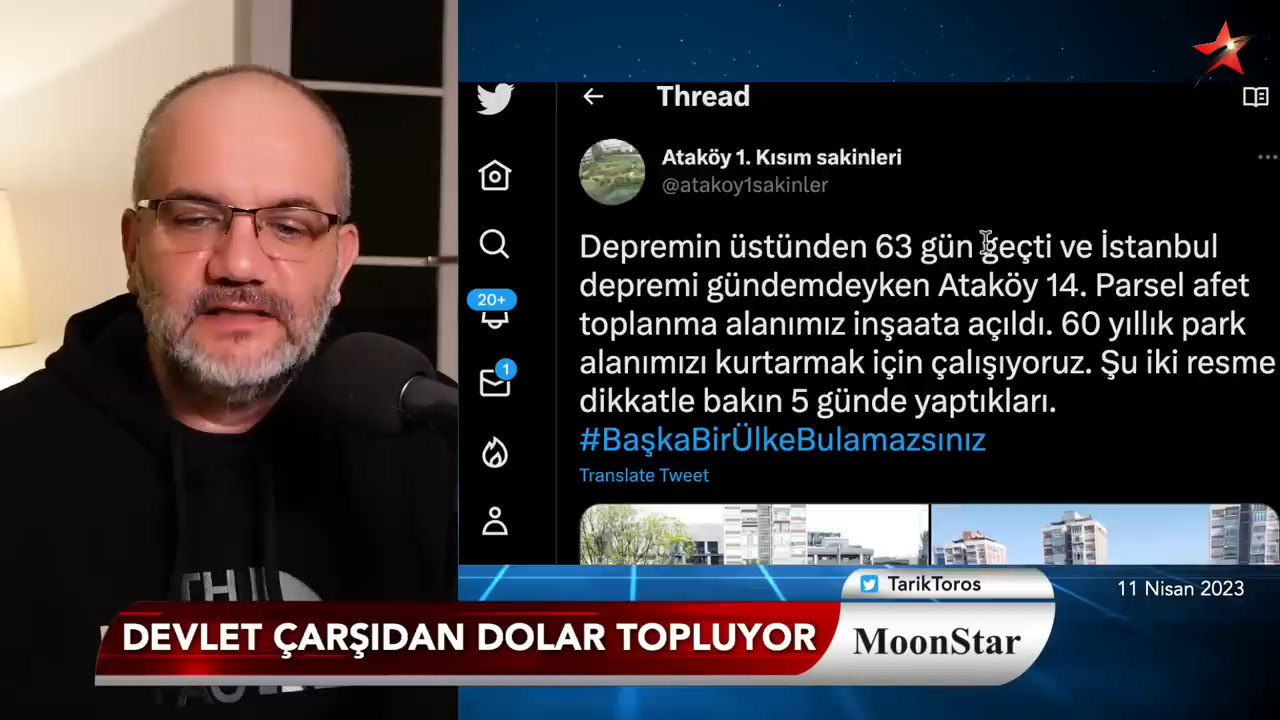 Thread
Ataköy 1. Kısım sakinleri
@atakoy1sakinler
Depremin üstünden 63 gün geçti ve İstanbul
depremi gündemdeyken Ataköy 14. Parsel afet
toplanma alanımız inşaata açıldı. 60 yıllık park
alanımızı kurtarmak için çalışıyoruz. Şu iki resme
dikkatle bakın 5 günde yaptıkları.
#BaşkaBirÜlkeBulamazsınız
Translate Tweet
20+
1
TarikToros
11 Nisan 2023
DEVLET ÇARŞIDAN DOLAR TOPLUYOR
MoonStar